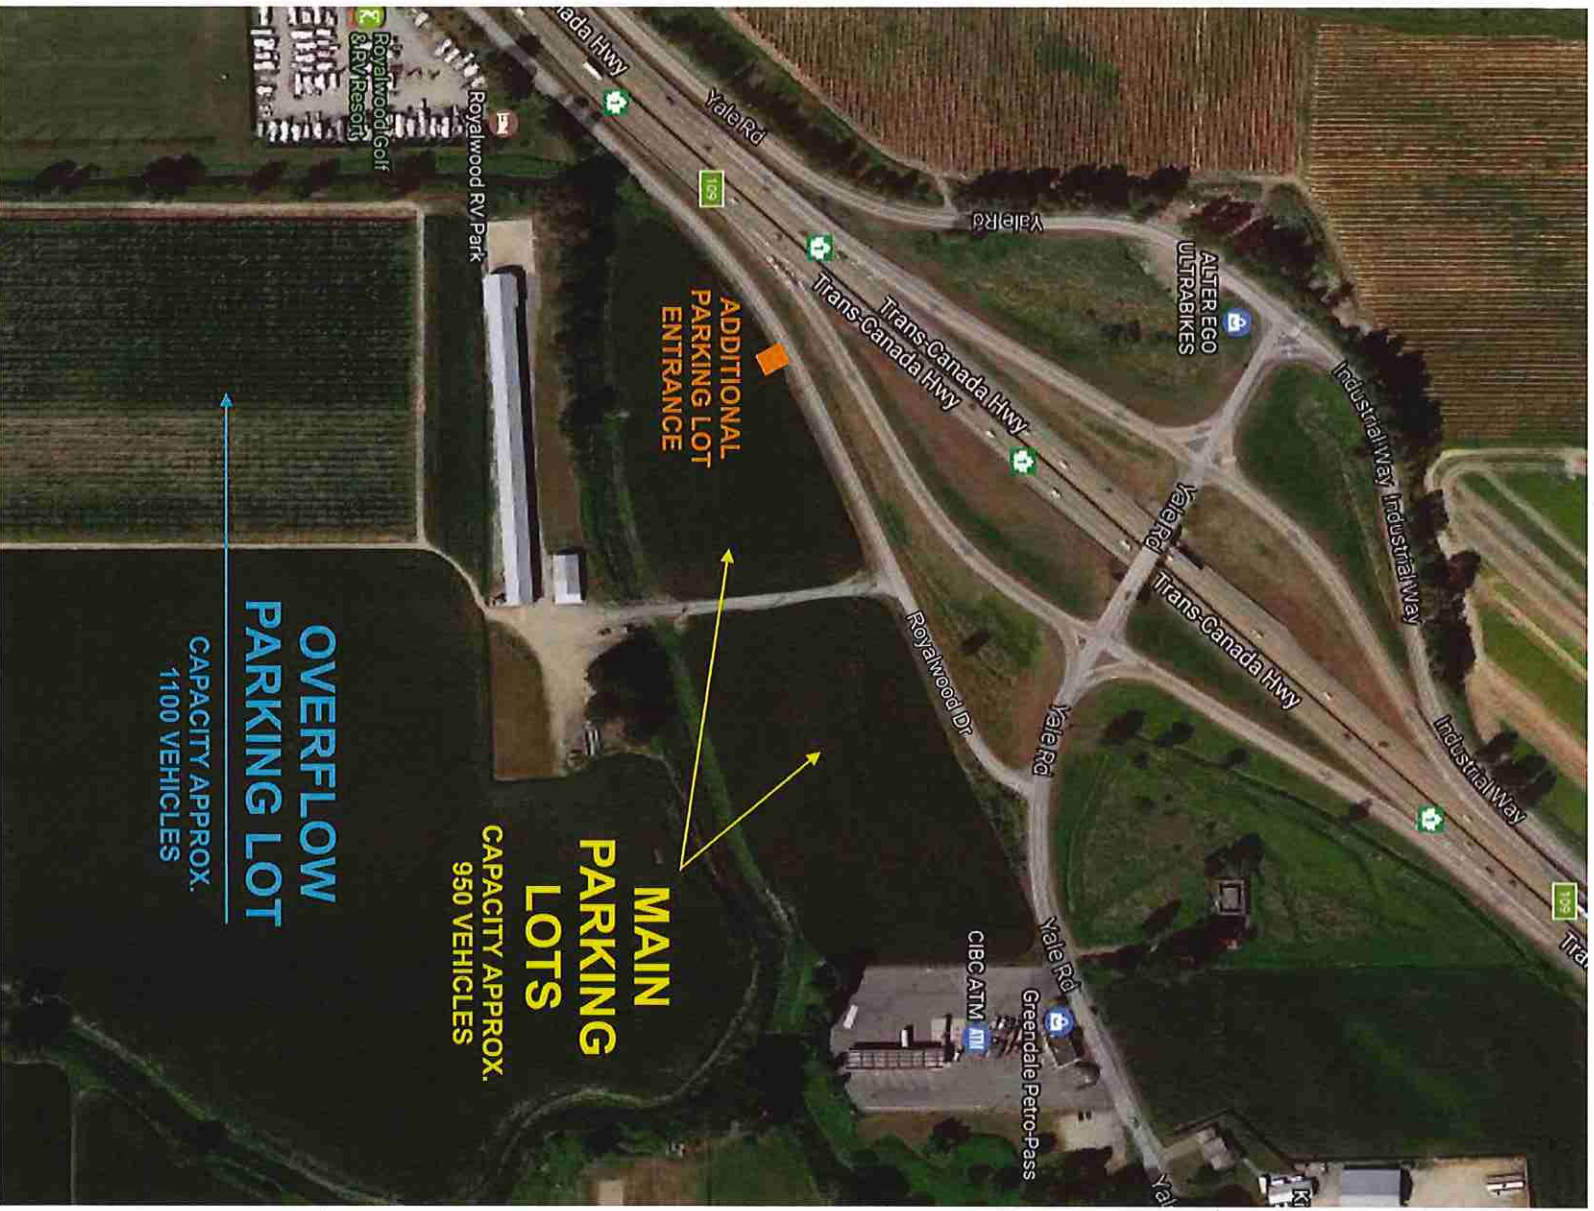 109
Industrial Way
Industrial Way
Industrial Way
Trans-Canada Hwy
ALTER EGO
ULTRABIKES
Yale Rd
Yale Rd
Yale Rd
Yale Rd
Trans-Canada Hwy
Trans-Canada Hwy
Greendale Petro-Pass
CIBC ATM
ATM
Royalwood Dr
Yale Rd
109
ADDITIONAL
PARKING LOT
ENTRANCE
MAIN
PARKING
LOTS
CAPACITY APPROX.
950 VEHICLES
Royalwood RV Park
Royalwood Golf
& RV Resort
OVERFLOW
PARKING LOT
CAPACITY APPROX.
1100 VEHICLES